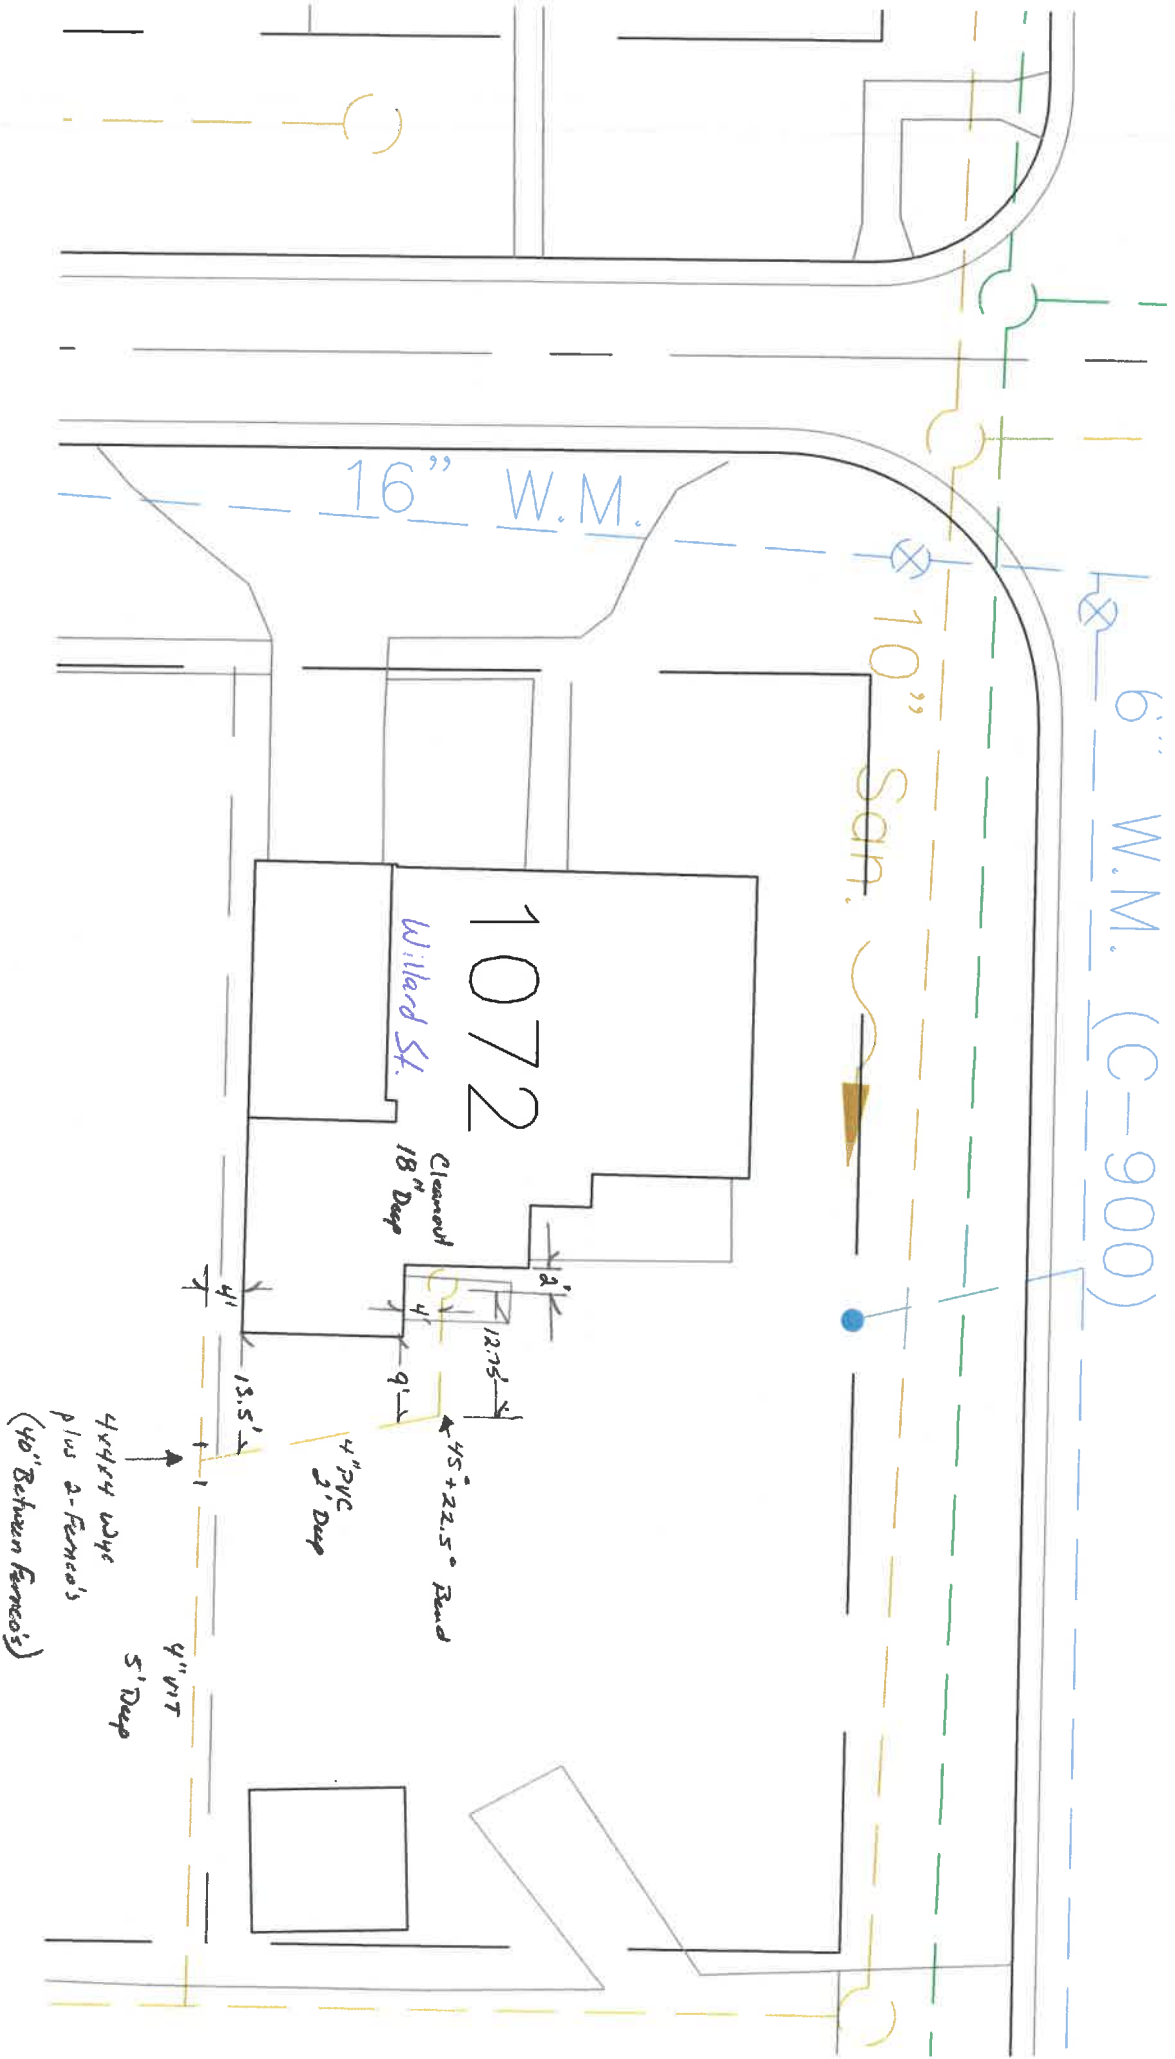 16" W.M.
6" W.M. (C-900)
10" San.
1072
Willard St.
Cleanout
18" Deep
2'
4'
4'
12.75'
9'
13.5'
45° + 22.5° Bend
4" PVC
2' Deep
4x4x4 Wye
plus 2-Fernco's
(40" Between Fernco's)
4" VIT
5' Deep